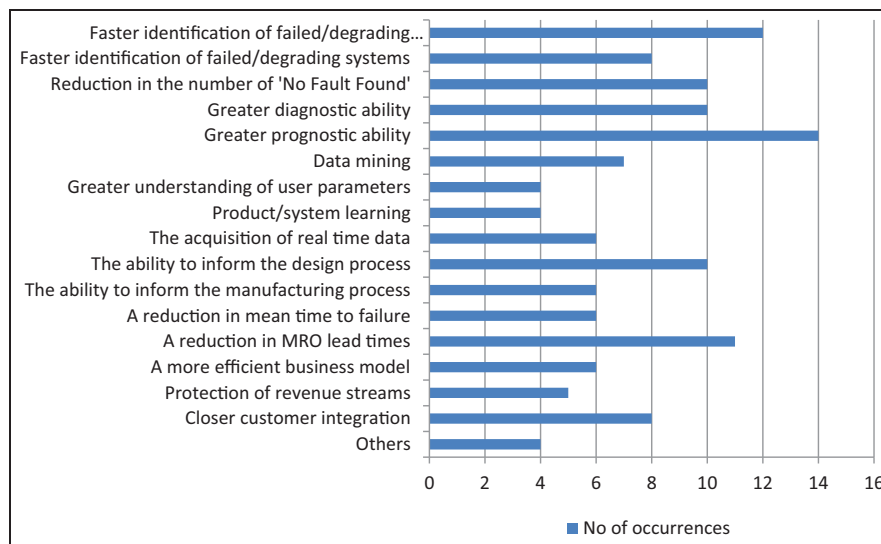 Faster identification of failed/degrading...
Faster identification of failed/degrading systems
Reduction in the number of 'No Fault Found'
Greater diagnostic ability
Greater prognostic ability
Data mining
Greater understanding of user parameters
Product/system learning
The acquisition of real time data
The ability to inform the design process
The ability to inform the manufacturing process
A reduction in mean time to failure
A reduction in MRO lead times
A more efficient business model
Protection of revenue streams
Closer customer integration
Others
0 2 4 6 8 10 12 14 16
No of occurrences